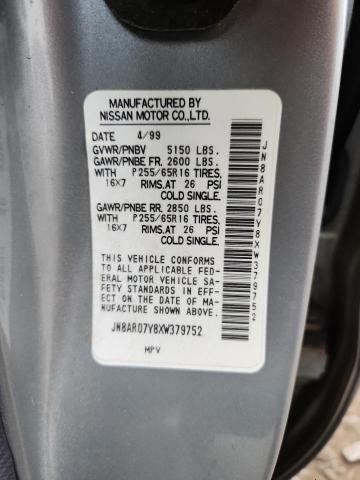 MANUFACTURED BY
NISSAN MOTOR CO.,LTD.
DATE 4/99
GVWR/PNBV 5150 LBS.
GAWR/PNBE FR. 2600 LBS.
WITH P255/65R16 TIRES,
16X7 RIMS,AT 26 PSI
COLD SINGLE.
GAWR/PNBE RR. 2850 LBS.
WITH P255/65R16 TIRES,
16X7 RIMS,AT 26 PSI
COLD SINGLE.
THIS VEHICLE CONFORMS
TO ALL APPLICABLE FED-
ERAL MOTOR VEHICLE SA-
FETY STANDARDS IN EFF-
ECT ON THE DATE OF MA-
NUFACTURE SHOWN ABOVE.
JN8AR07Y8XW379752
MPV
JN8AR07Y8XW379752